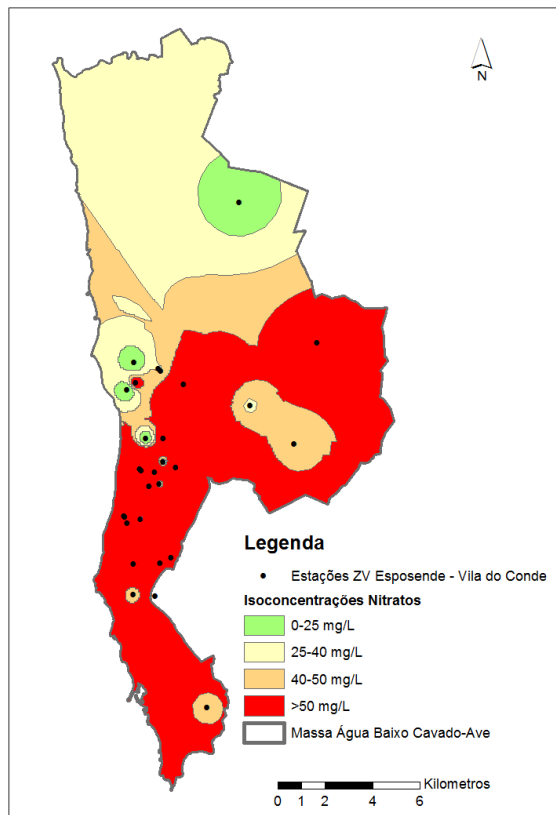 N
Legenda
Estações ZV Esposende - Vila do Conde
Isoconcentrações Nitratos
0-25 mg/L
25-40 mg/L
40-50 mg/L
>50 mg/L
Massa Água Baixo Cavado-Ave
Kilometros
0 1 2 4 6